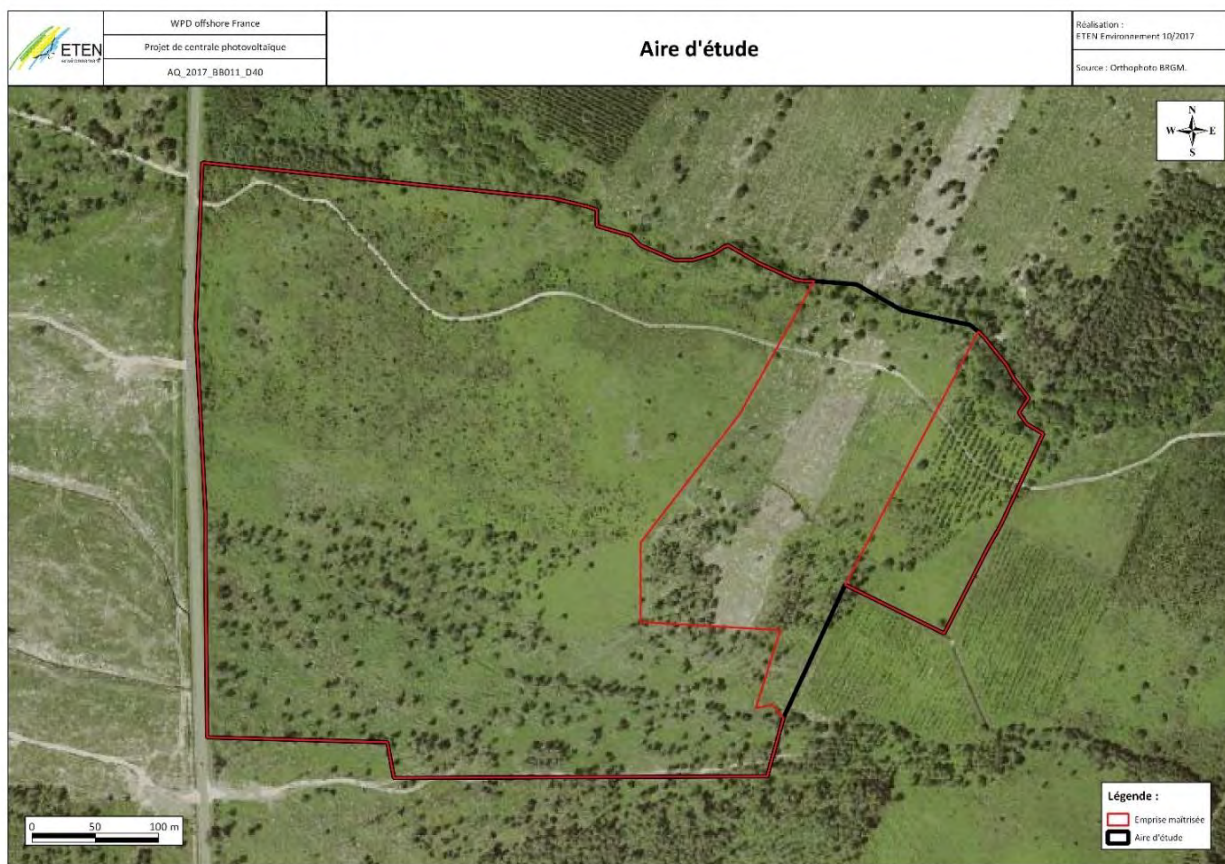 ETEN
environnement
WPD offshore France
Projet de centrale photovoltaïque
AQ_2017_BB011_D40
Aire d'étude
Réalisation :
ETEN Environnement 10/2017
Source : Orthophoto BRGM.
N
W E
S
0 50 100 m
Légende :
Emprise maîtrisée
Aire d'étude